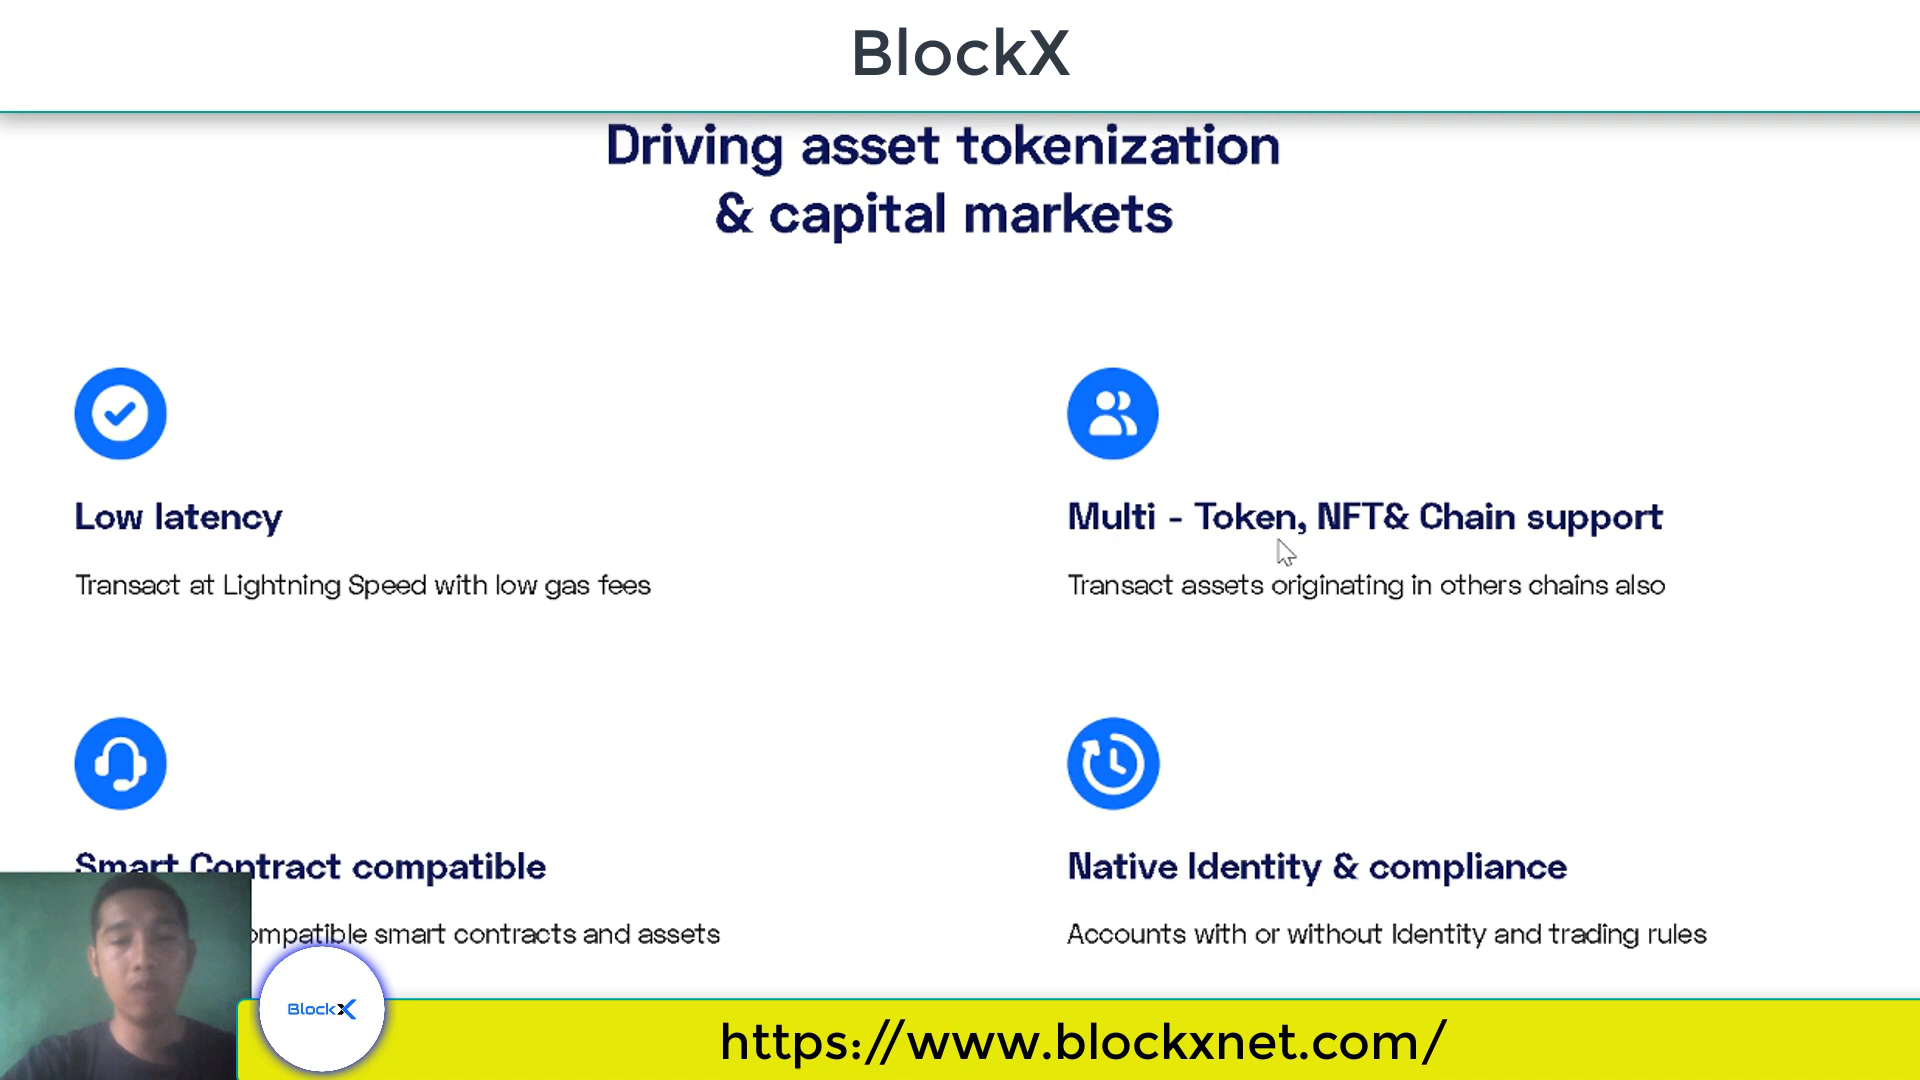 BlockX
Driving asset tokenization
& capital markets
Low latency
Transact at Lightning Speed with low gas fees
Multi - Token, NFT& Chain support
Transact assets originating in others chains also
Smart Contract compatible
compatible smart contracts and assets
Native Identity & compliance
Accounts with or without Identity and trading rules
BlockX
https://www.blockxnet.com/